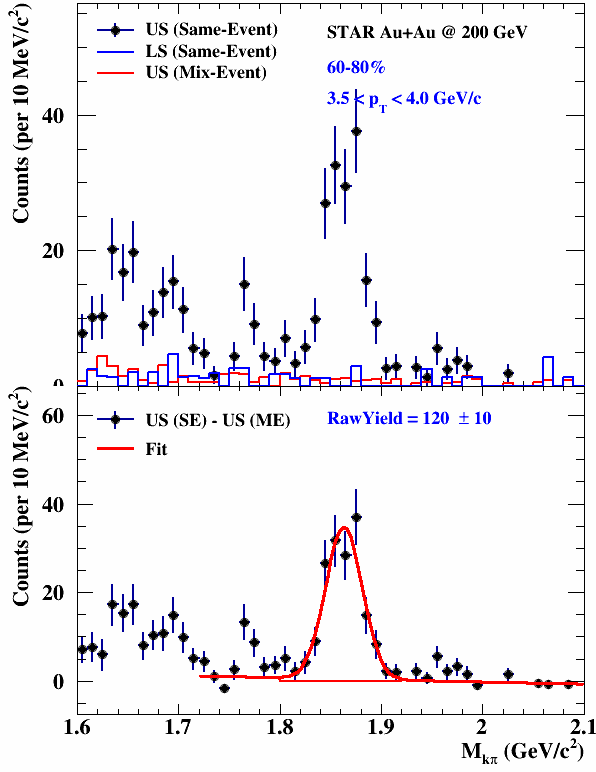 US (Same-Event)
LS (Same-Event)
US (Mix-Event)
STAR Au+Au @ 200 GeV
60-80%
3.5 < p_T < 4.0 GeV/c
Counts (per 10 MeV/c²)
40
20
0
US (SE) - US (ME)
Fit
RawYield = 120 ± 10
Counts (per 10 MeV/c²)
60
40
20
0
1.6 1.7 1.8 1.9 2 2.1
M_kπ (GeV/c²)